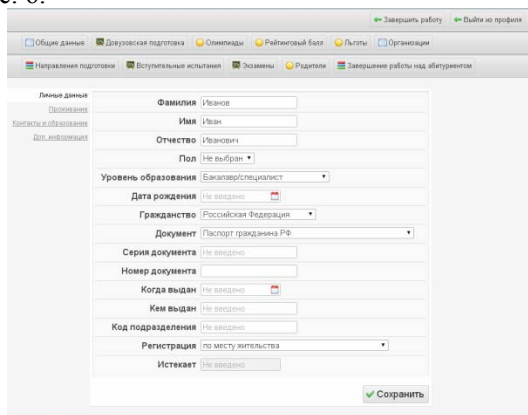 с. 6.
Завершить работу Выйти из профиля
Общие данные Довузовская подготовка Олимпиады Рейтинговый балл Льготы Организации
Направления подготовки Вступительные испытания Экзамены Родители Завершение работы над абитуриентом
Личные данные
Проживание
Контакты и образование
Доп. информация
Фамилия Иванов
Имя Иван
Отчество Иванович
Пол Не выбран
Уровень образования Бакалавр/специалист
Дата рождения Не введено
Гражданство Российская Федерация
Документ Паспорт гражданина РФ
Серия документа Не введено
Номер документа
Когда выдан Не введено
Кем выдан Не введено
Код подразделения Не введено
Регистрация по месту жительства
Истекает Не введено
Сохранить